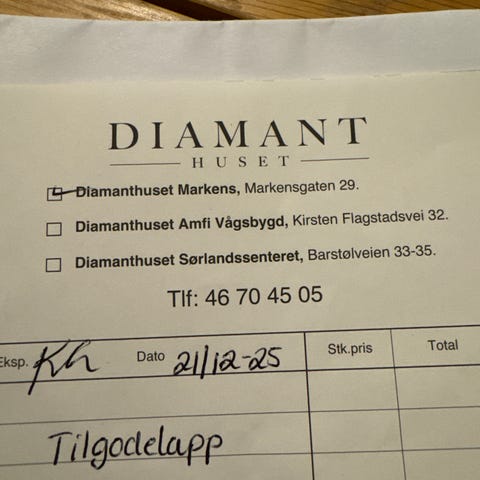 DIAMANT
HUSET
Diamanthuset Markens, Markensgaten 29.
Diamanthuset Amfi Vågsbygd, Kirsten Flagstadsvei 32.
Diamanthuset Sørlandssenteret, Barstølveien 33-35.
Tlf: 46 70 45 05
Eksp. Kh Dato 21/12-25 Stk.pris Total
Tilgodelapp